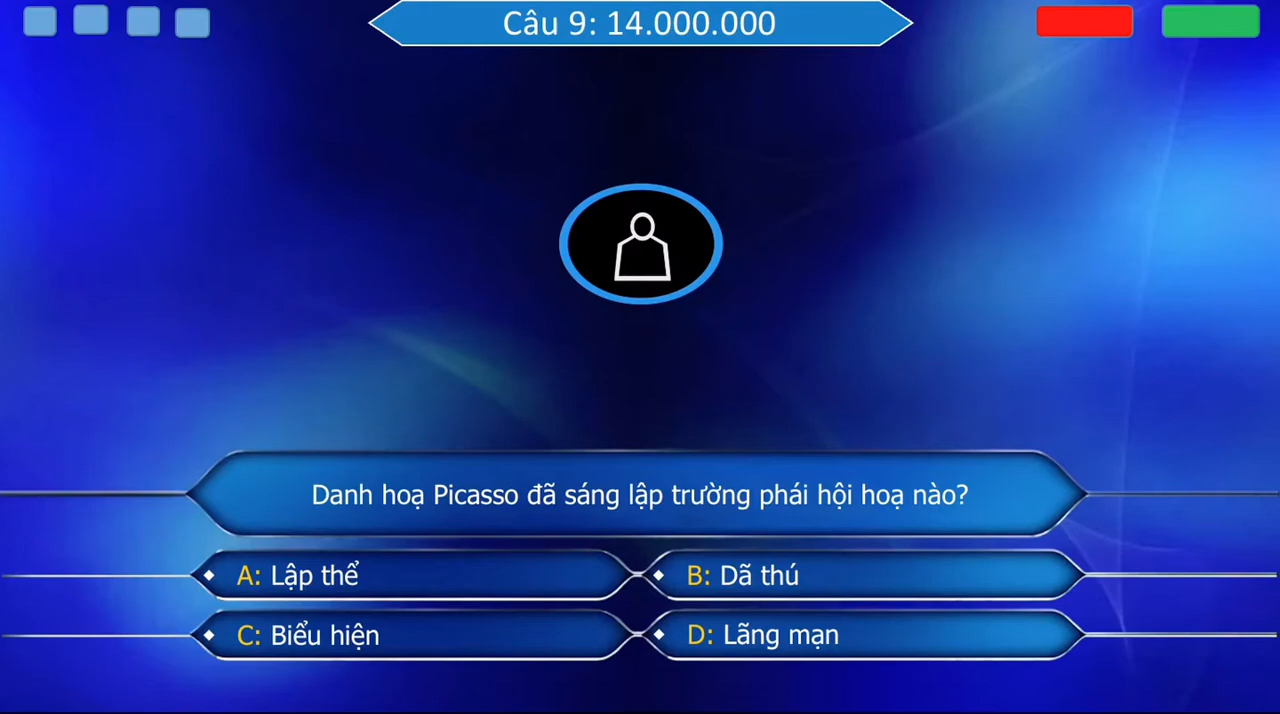 Câu 9: 14.000.000
Danh hoạ Picasso đã sáng lập trường phái hội hoạ nào?
A: Lập thể
B: Dã thú
C: Biểu hiện
D: Lãng mạn